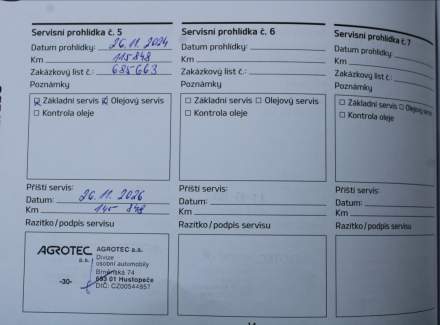 Servisní prohlídka č. 5
Datum prohlídky: 26.11.2024
Km 115 848
Zakázkový list č.: 685663
Poznámky
☑ Základní servis ☑ Olejový servis
☐ Kontrola oleje
Příští servis:
Datum: 26.11.2026
Km 145 848
Razítko/podpis servisu
AGROTEC a.s.
-30-
AGROTEC a.s.
Divize
osobní automobily
Brněnská 74
693 01 Hustopeče
DIČ: CZ00544957
Servisní prohlídka č. 6
Datum prohlídky:
Km
Zakázkový list č.:
Poznámky
☐ Základní servis ☐ Olejový servis
☐ Kontrola oleje
Příští servis:
Datum:
Km
Razítko/podpis servisu
Servisní prohlídka č. 7
Datum prohlídky:
Km
Zakázkový list č.:
Poznámky
☐ Základní servis ☐ Olejový
☐ Kontrola oleje
Příští servis:
Datum:
Km
Razítko/podpis servisu